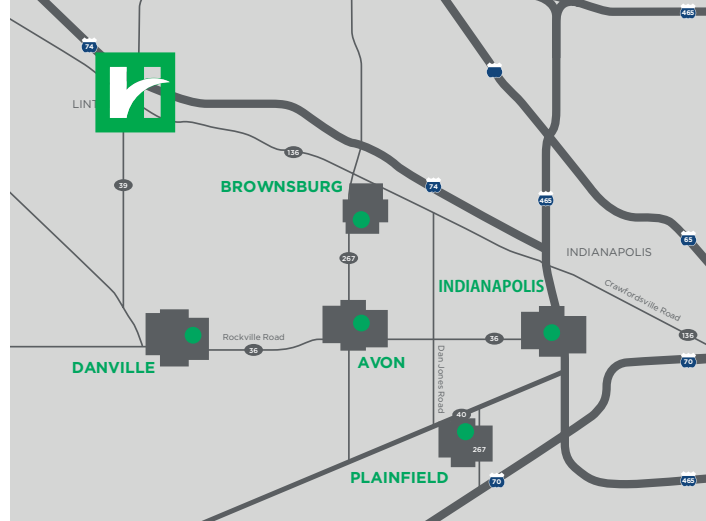 465
74
LINT
136
39
BROWNSBURG
74
465
65
INDIANAPOLIS
267
INDIANAPOLIS
Crawfordsville Road
Rockville Road
36
36
136
DANVILLE
AVON
Dan Jones Road
70
40
267
PLAINFIELD
70
465